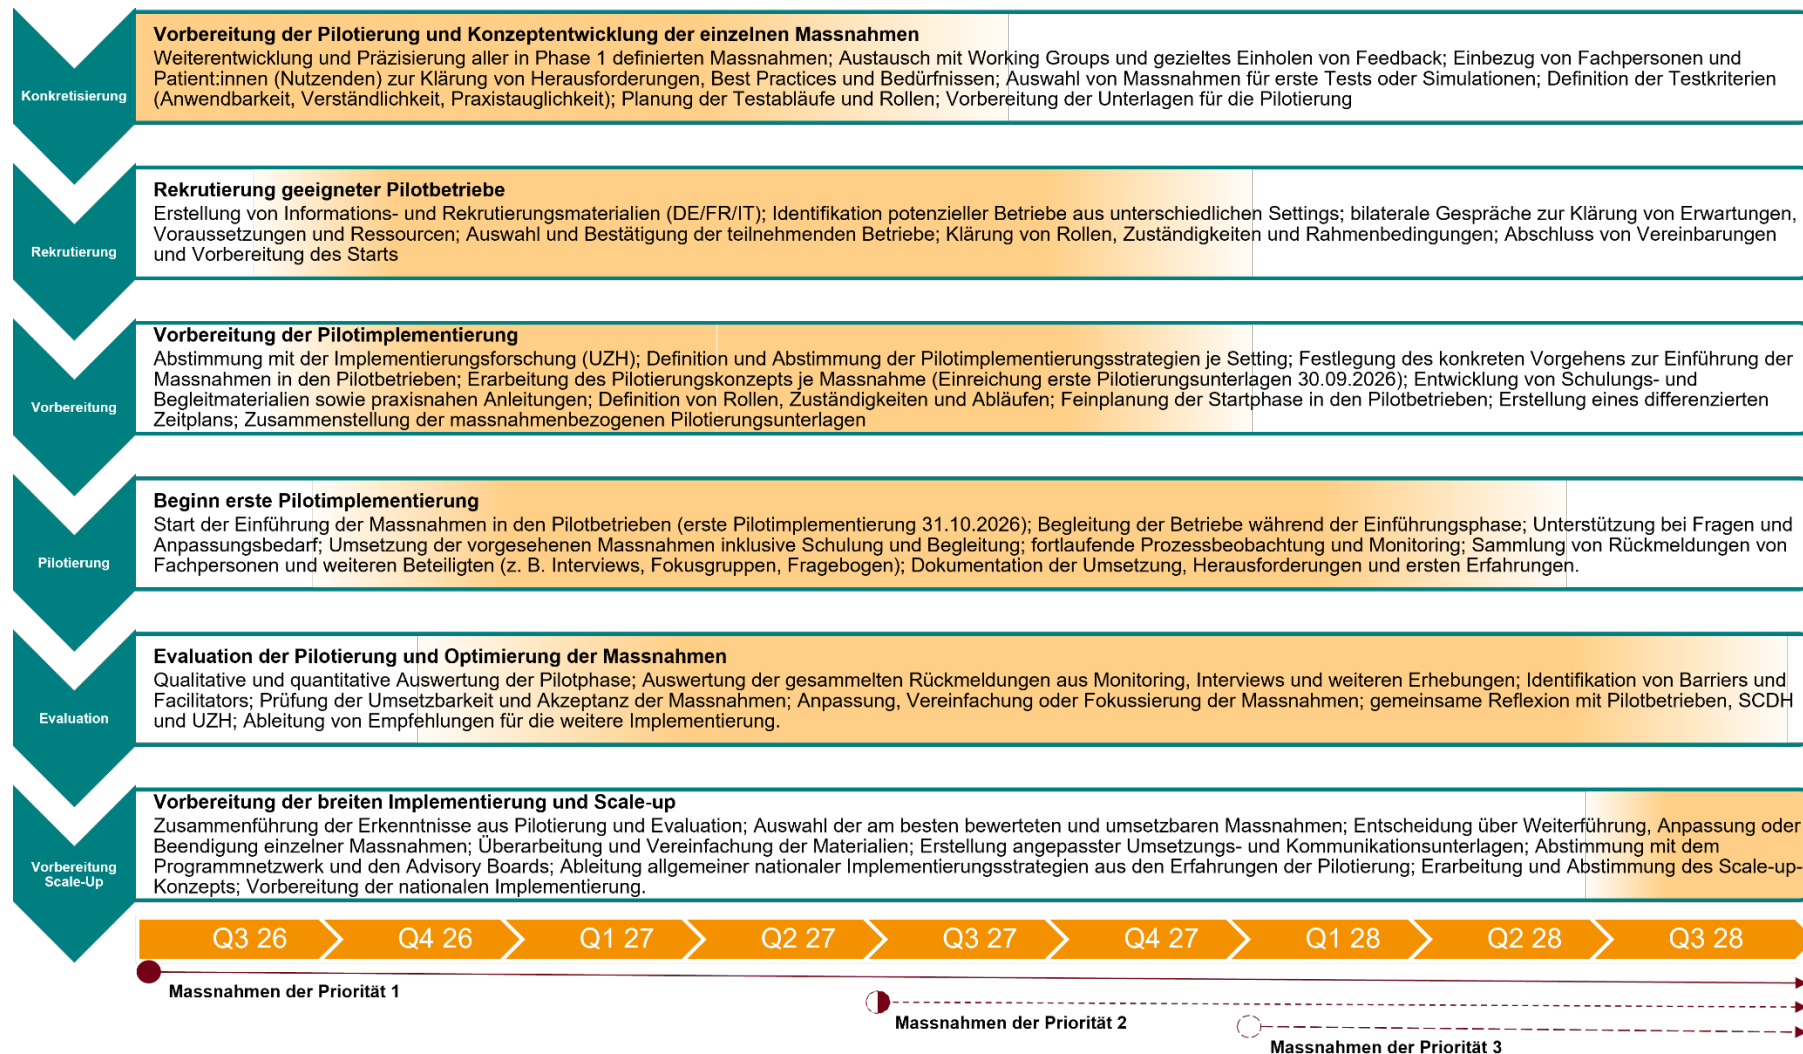 Konkretisierung
Vorbereitung der Pilotierung und Konzeptentwicklung der einzelnen Massnahmen
Weiterentwicklung und Präzisierung aller in Phase 1 definierten Massnahmen; Austausch mit Working Groups und gezieltes Einholen von Feedback; Einbezug von Fachpersonen und
Patient:innen (Nutzenden) zur Klärung von Herausforderungen, Best Practices und Bedürfnissen; Auswahl von Massnahmen für erste Tests oder Simulationen; Definition der Testkriterien
(Anwendbarkeit, Verständlichkeit, Praxistauglichkeit); Planung der Testabläufe und Rollen; Vorbereitung der Unterlagen für die Pilotierung
Rekrutierung
Rekrutierung geeigneter Pilotbetriebe
Erstellung von Informations- und Rekrutierungsmaterialien (DE/FR/IT); Identifikation potenzieller Betriebe aus unterschiedlichen Settings; bilaterale Gespräche zur Klärung von Erwartungen,
Voraussetzungen und Ressourcen; Auswahl und Bestätigung der teilnehmenden Betriebe; Klärung von Rollen, Zuständigkeiten und Rahmenbedingungen; Abschluss von Vereinbarungen
und Vorbereitung des Starts
Vorbereitung
Vorbereitung der Pilotimplementierung
Abstimmung mit der Implementierungsforschung (UZH); Definition und Abstimmung der Pilotimplementierungsstrategien je Setting; Festlegung des konkreten Vorgehens zur Einführung der
Massnahmen in den Pilotbetrieben; Erarbeitung des Pilotierungskonzepts je Massnahme (Einreichung erste Pilotierungsunterlagen 30.09.2026); Entwicklung von Schulungs- und
Begleitmaterialien sowie praxisnahen Anleitungen; Definition von Rollen, Zuständigkeiten und Abläufen; Feinplanung der Startphase in den Pilotbetrieben; Erstellung eines differenzierten
Zeitplans; Zusammenstellung der massnahmenbezogenen Pilotierungsunterlagen
Pilotierung
Beginn erste Pilotimplementierung
Start der Einführung der Massnahmen in den Pilotbetrieben (erste Pilotimplementierung 31.10.2026); Begleitung der Betriebe während der Einführungsphase; Unterstützung bei Fragen und
Anpassungsbedarf; Umsetzung der vorgesehenen Massnahmen inklusive Schulung und Begleitung; fortlaufende Prozessbeobachtung und Monitoring; Sammlung von Rückmeldungen von
Fachpersonen und weiteren Beteiligten (z. B. Interviews, Fokusgruppen, Fragebogen); Dokumentation der Umsetzung, Herausforderungen und ersten Erfahrungen.
Evaluation
Evaluation der Pilotierung und Optimierung der Massnahmen
Qualitative und quantitative Auswertung der Pilotphase; Auswertung der gesammelten Rückmeldungen aus Monitoring, Interviews und weiteren Erhebungen; Identifikation von Barriers und
Facilitators; Prüfung der Umsetzbarkeit und Akzeptanz der Massnahmen; Anpassung, Vereinfachung oder Fokussierung der Massnahmen; gemeinsame Reflexion mit Pilotbetrieben, SCDH
und UZH; Ableitung von Empfehlungen für die weitere Implementierung.
Vorbereitung
Scale-Up
Vorbereitung der breiten Implementierung und Scale-up
Zusammenführung der Erkenntnisse aus Pilotierung und Evaluation; Auswahl der am besten bewerteten und umsetzbaren Massnahmen; Entscheidung über Weiterführung, Anpassung oder
Beendigung einzelner Massnahmen; Überarbeitung und Vereinfachung der Materialien; Erstellung angepasster Umsetzungs- und Kommunikationsunterlagen; Abstimmung mit dem
Programmnetzwerk und den Advisory Boards; Ableitung allgemeiner nationaler Implementierungsstrategien aus den Erfahrungen der Pilotierung; Erarbeitung und Abstimmung des Scale-up-
Konzepts; Vorbereitung der nationalen Implementierung.
Q3 26 Q4 26 Q1 27 Q2 27 Q3 27 Q4 27 Q1 28 Q2 28 Q3 28
Massnahmen der Priorität 1
Massnahmen der Priorität 2
Massnahmen der Priorität 3